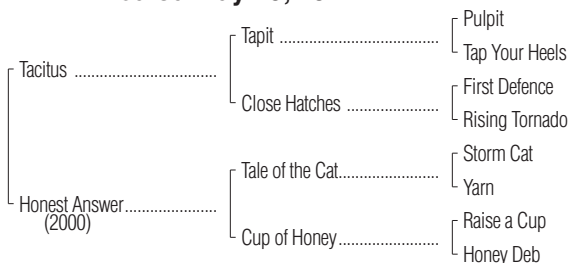 Pulpit
Tapit ........................................
Tap Your Heels
Tacitus ....................................
First Defence
Close Hatches .......................
Rising Tornado
Storm Cat
Tale of the Cat.........................
Yarn
Honest Answer.......................
(2000)
Raise a Cup
Cup of Honey.........................
Honey Deb